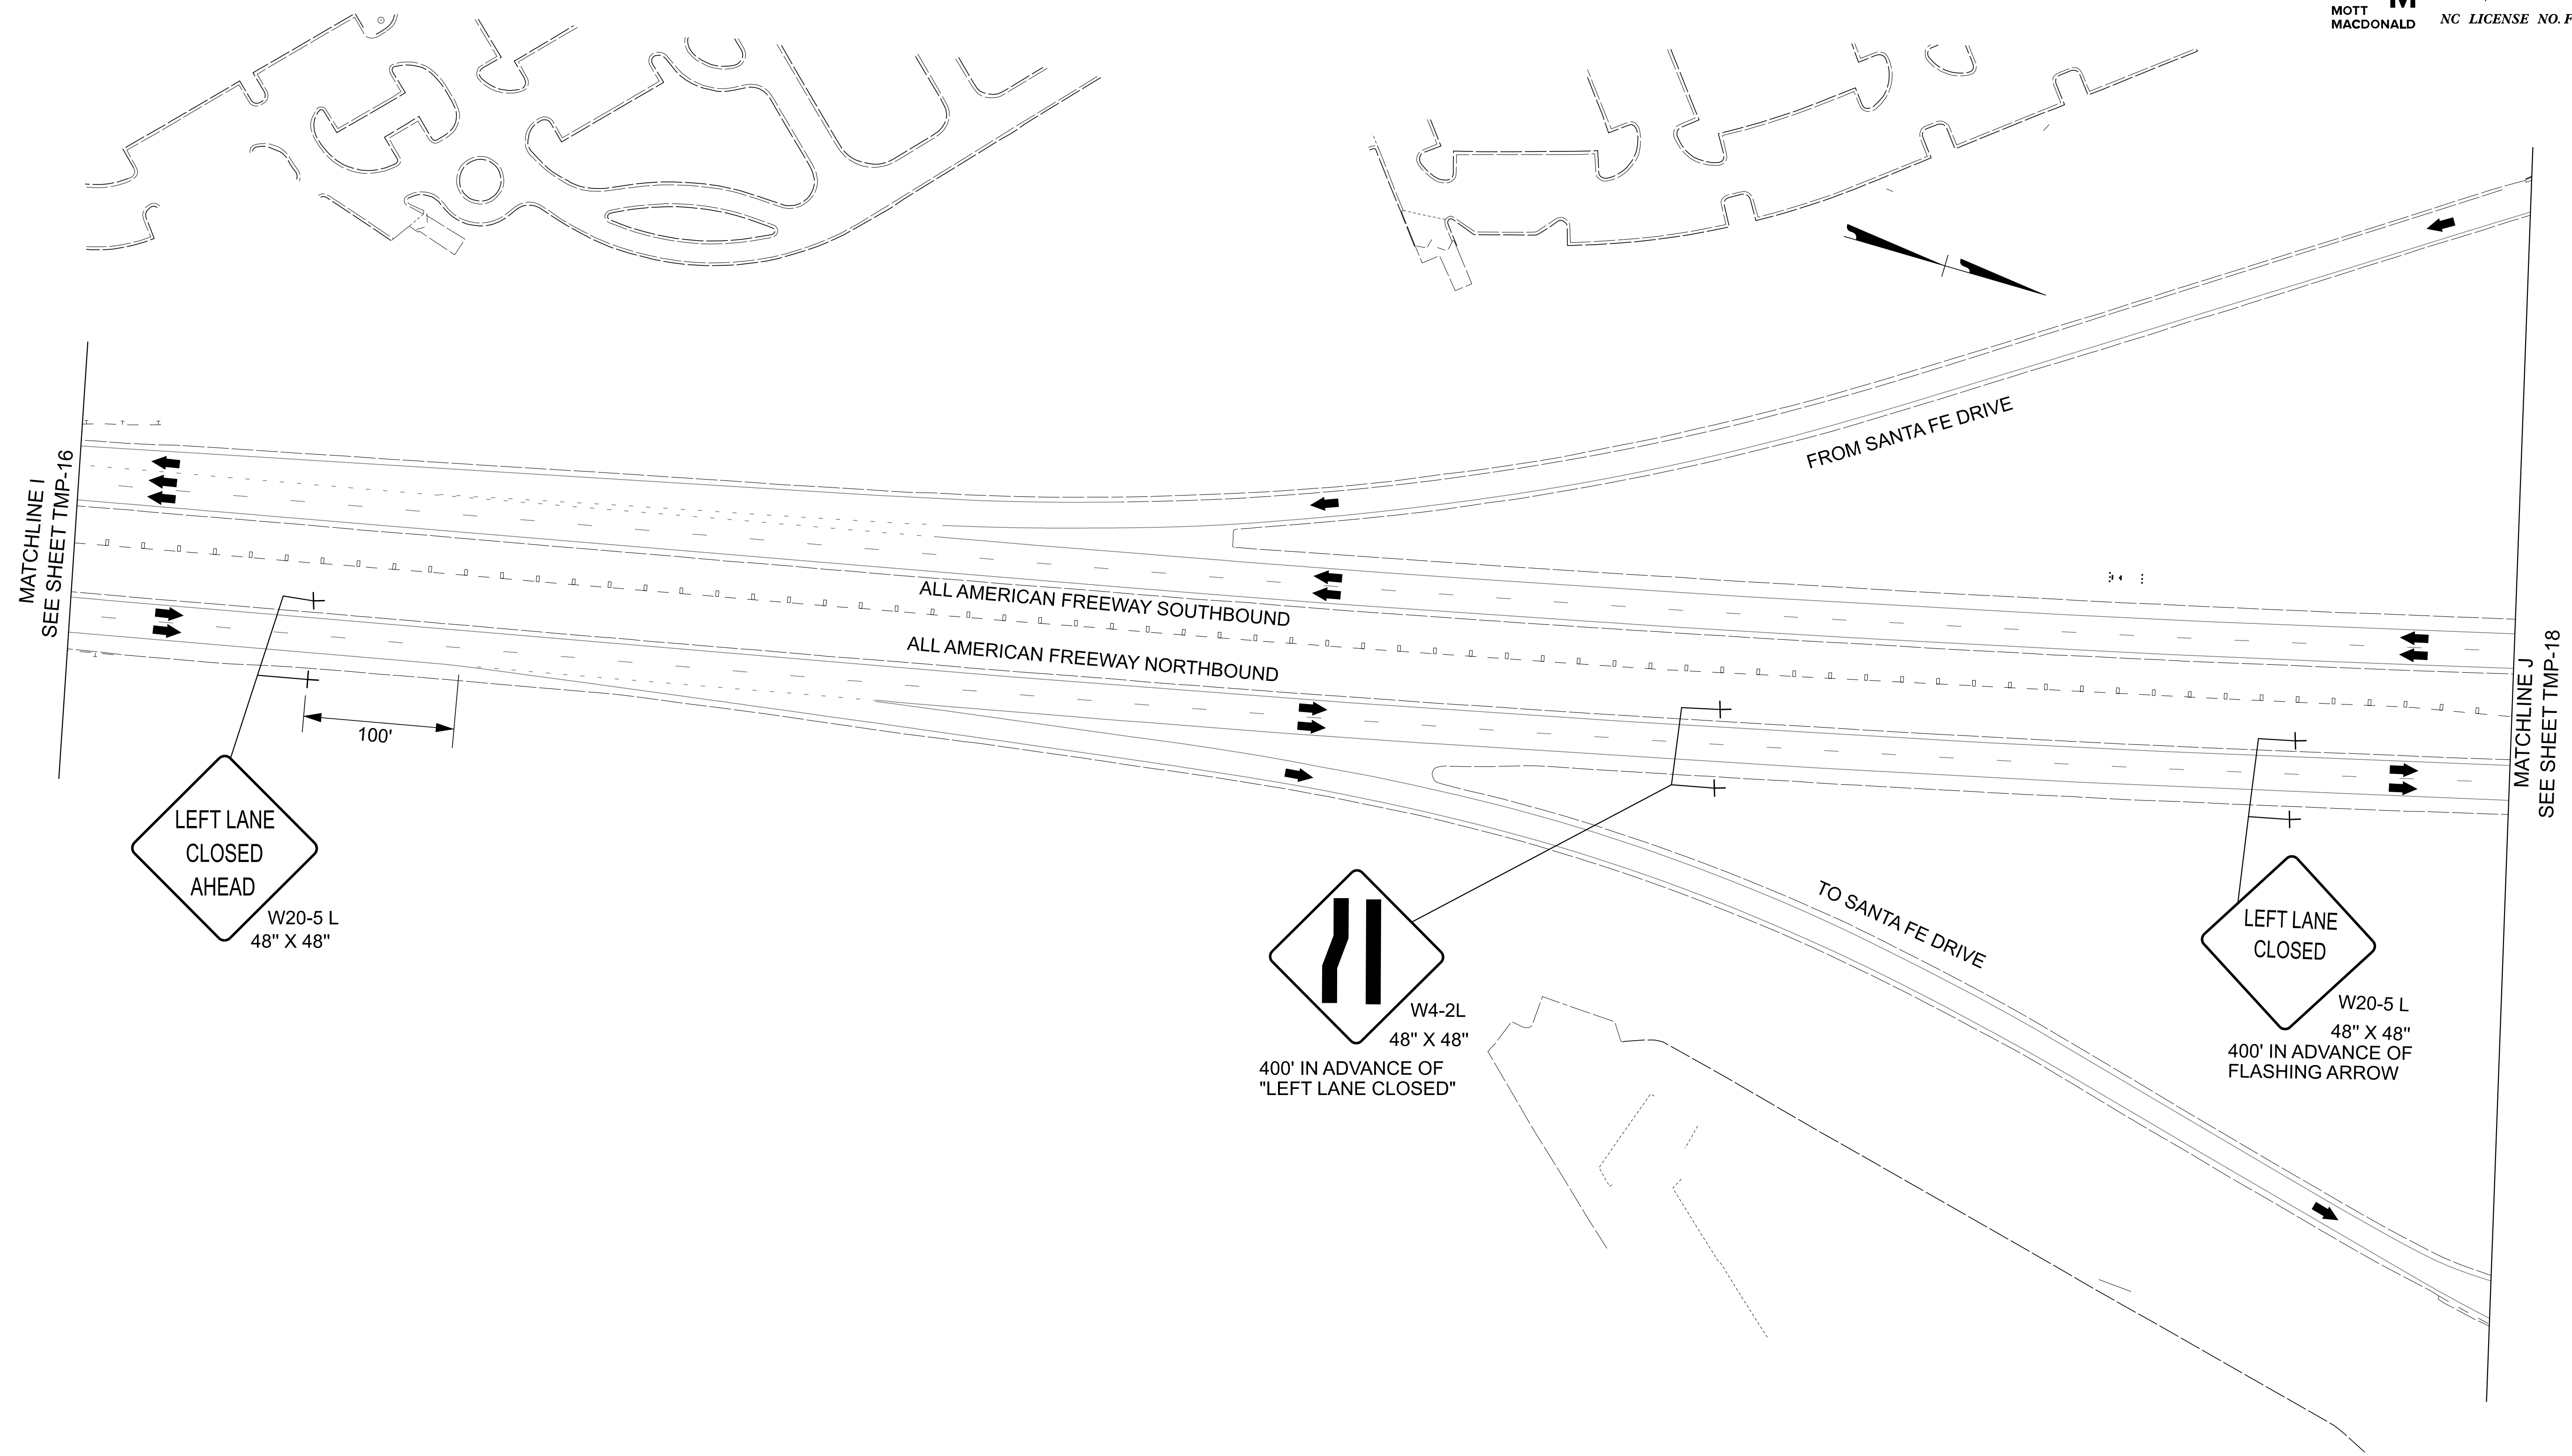 MOTT
MACDONALD
NC LICENSE NO. F
FROM SANTA FE DRIVE
MATCHLINE I
SEE SHEET TMP-16
ALL AMERICAN FREEWAY SOUTHBOUND
ALL AMERICAN FREEWAY NORTHBOUND
MATCHLINE J
SEE SHEET TMP-18
100'
LEFT LANE
CLOSED
AHEAD
W20-5 L
48" X 48"
W4-2L
48" X 48"
400' IN ADVANCE OF
"LEFT LANE CLOSED"
TO SANTA FE DRIVE
LEFT LANE
CLOSED
W20-5 L
48" X 48"
400' IN ADVANCE OF
FLASHING ARROW